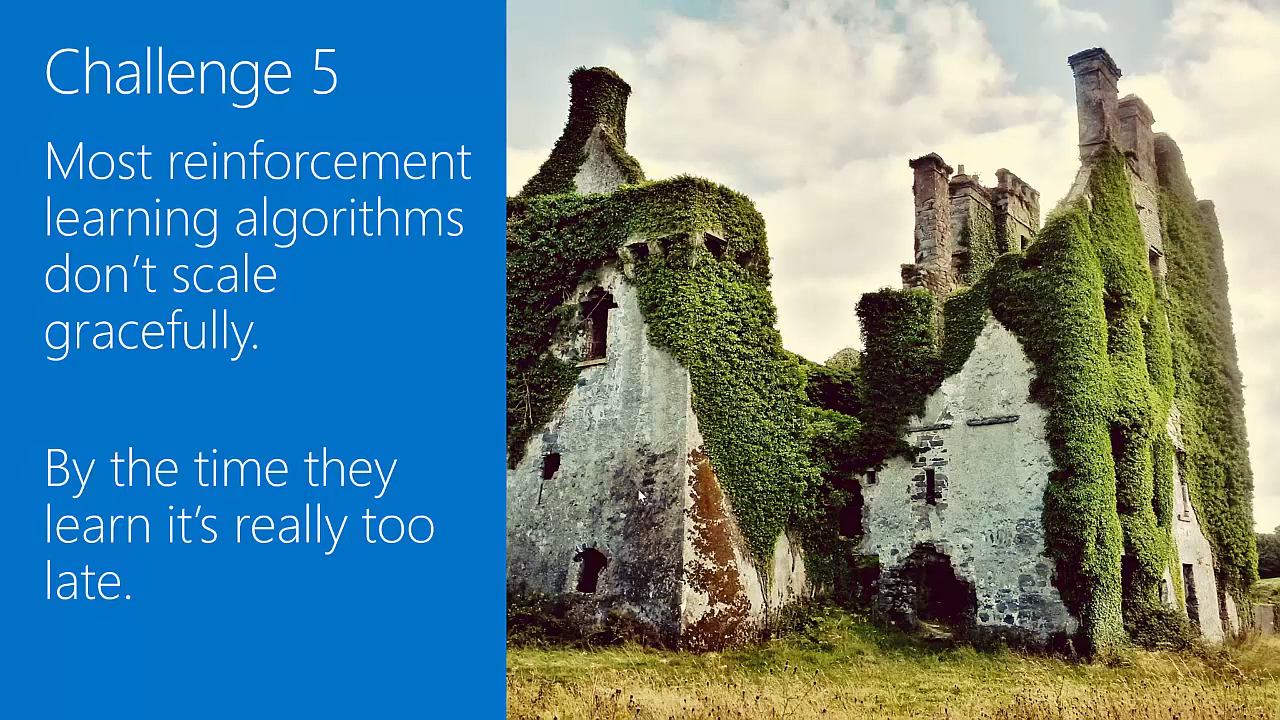 Challenge 5
Most reinforcement
learning algorithms
don’t scale
gracefully.
By the time they
learn it’s really too
late.